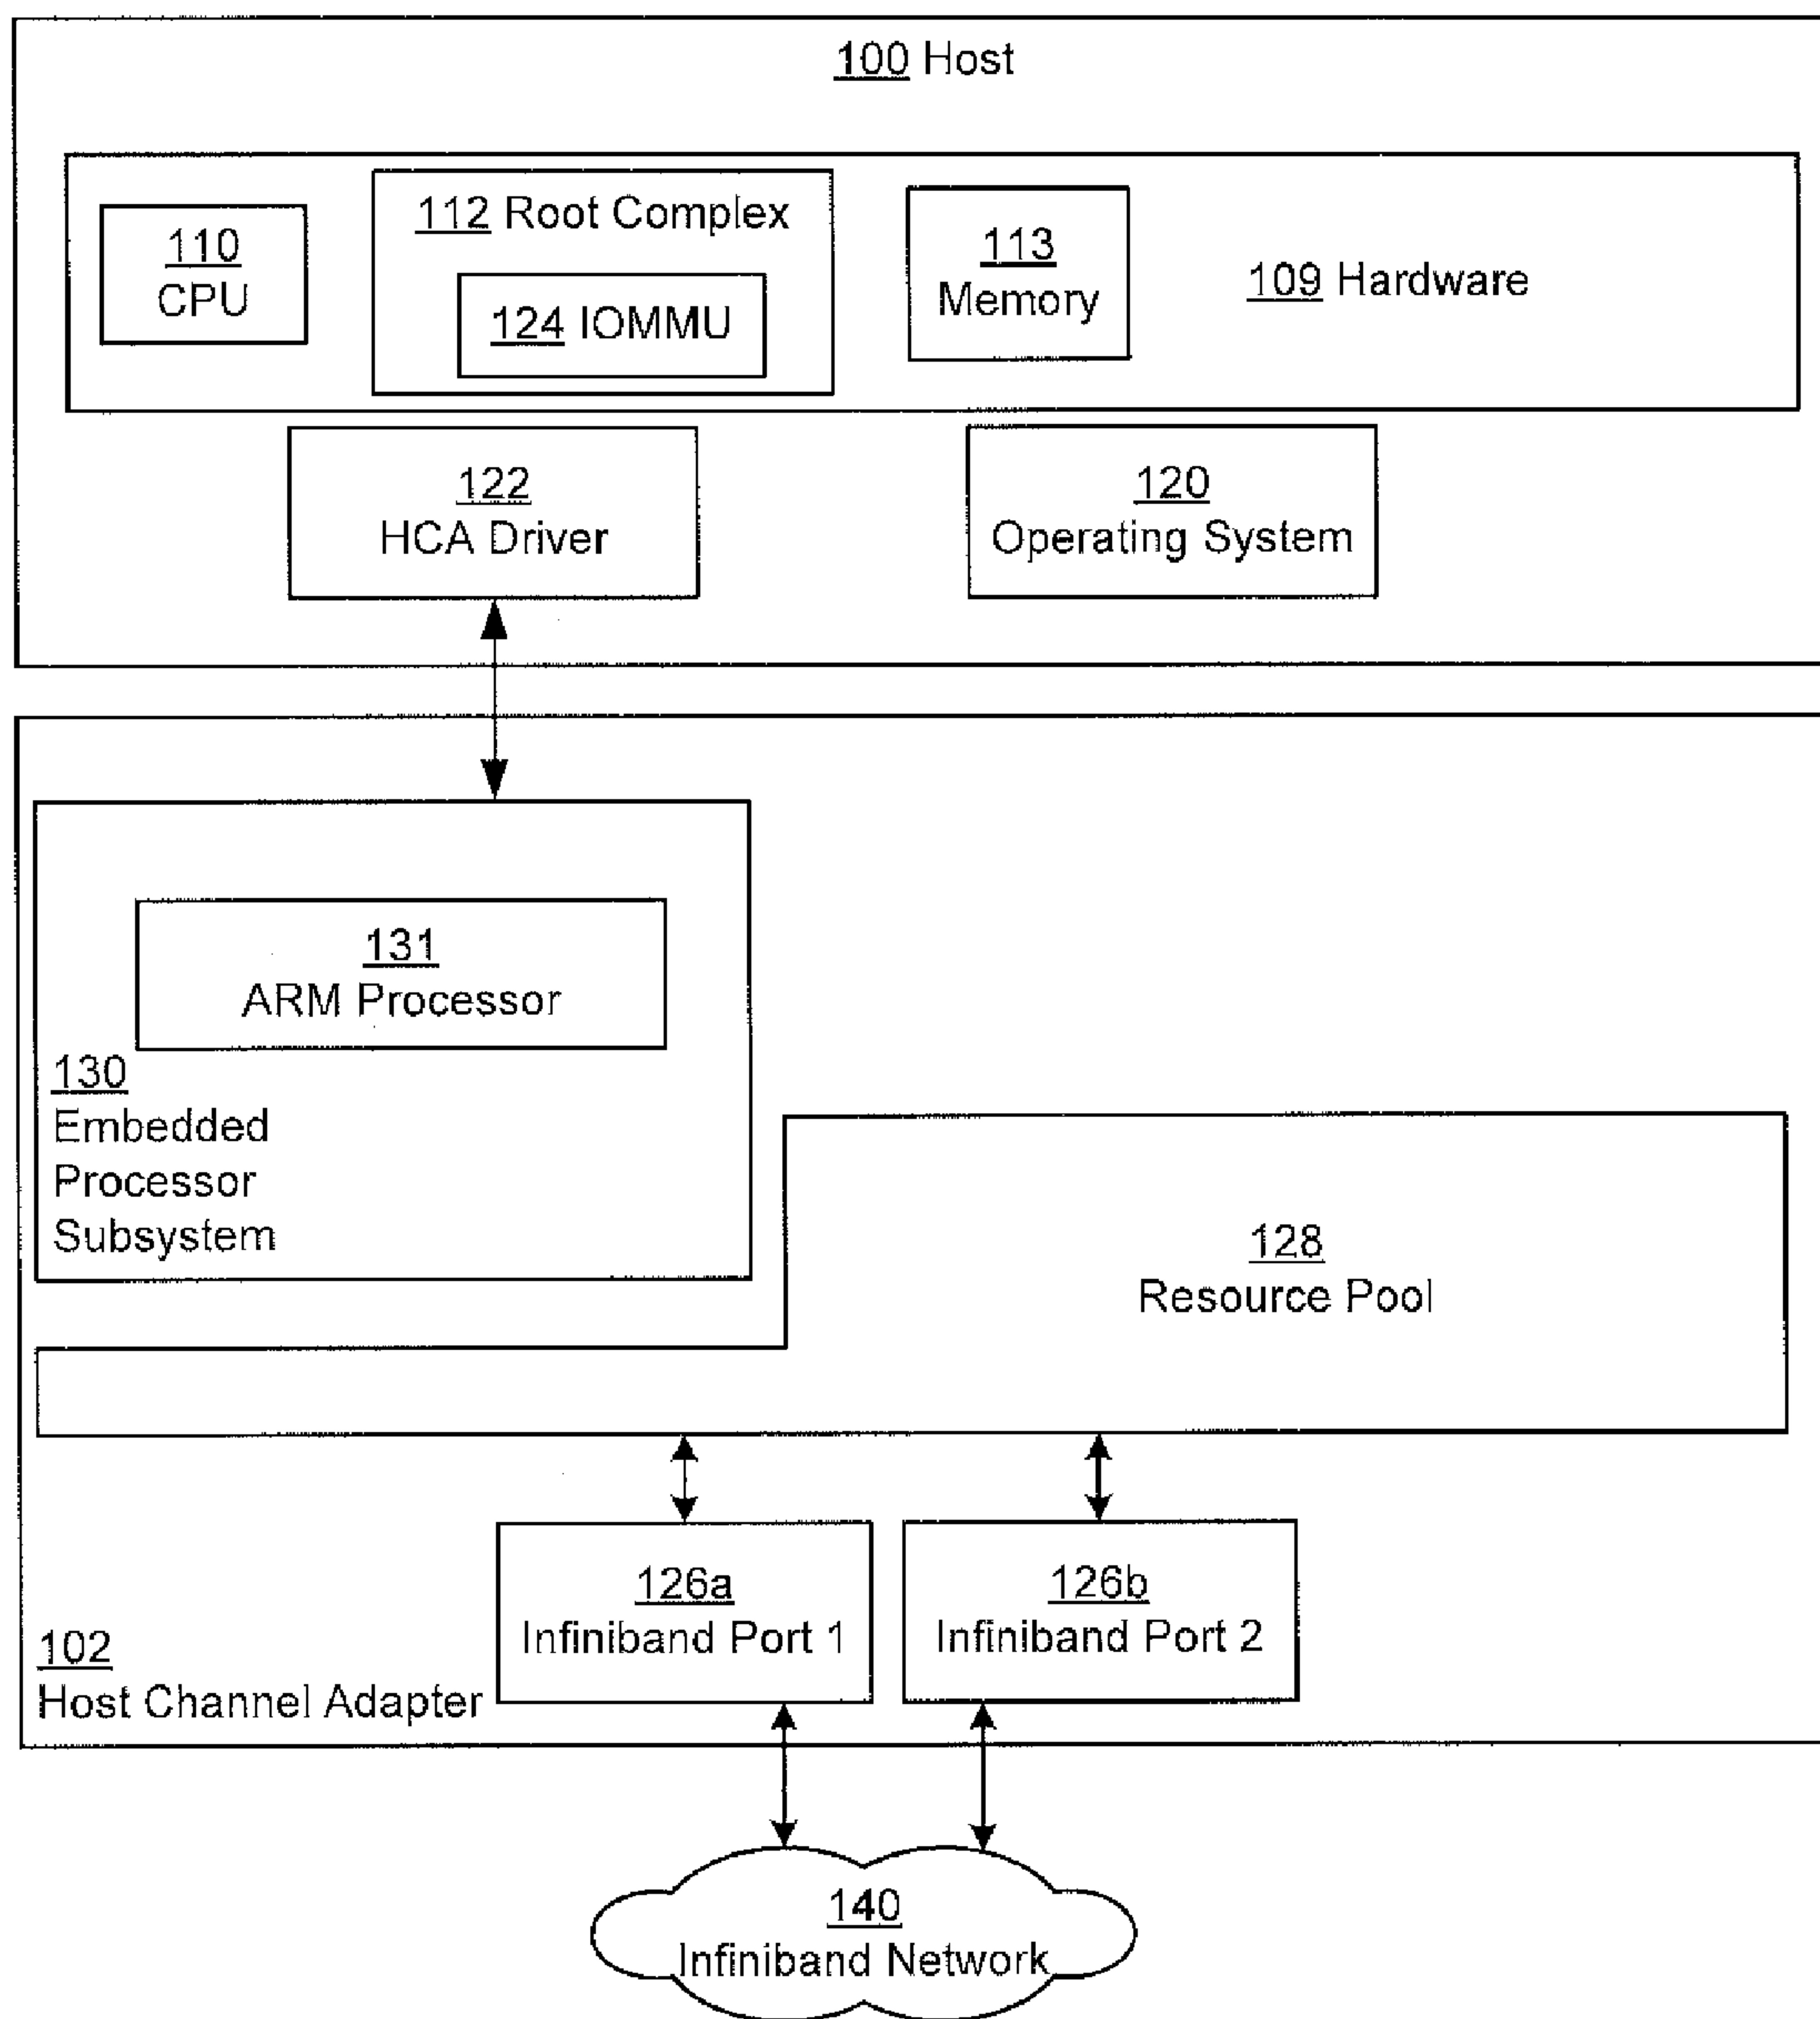 100 Host
110
CPU
112 Root Complex
124 IOMMU
113
Memory
109 Hardware
122
HCA Driver
120
Operating System
131
ARM Processor
130
Embedded
Processor
Subsystem
128
Resource Pool
126a
Infiniband Port 1
126b
Infiniband Port 2
102
Host Channel Adapter
140
Infiniband Network